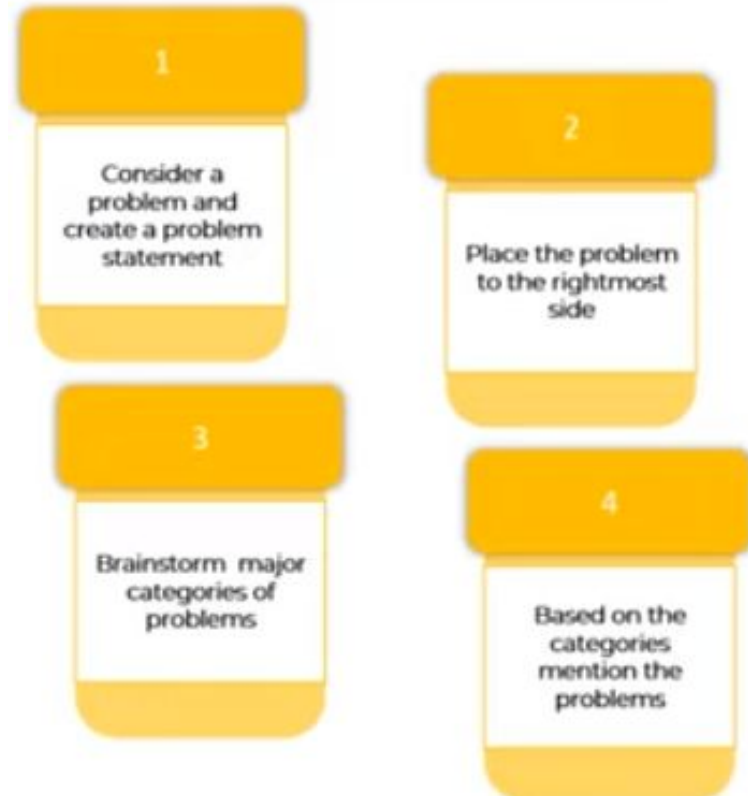 1
Consider a
problem and
create a problem
statement
2
Place the problem
to the rightmost
side
3
Brainstorm major
categories of
problems
4
Based on the
categories
mention the
problems